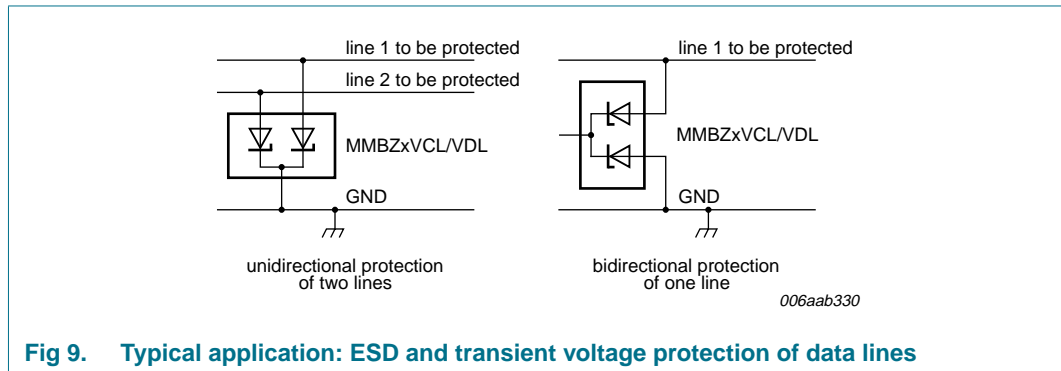 line 1 to be protected
line 2 to be protected
MMBZxVCL/VDL
GND
unidirectional protection
of two lines
line 1 to be protected
MMBZxVCL/VDL
GND
bidirectional protection
of one line
006aab330
Fig 9. Typical application: ESD and transient voltage protection of data lines